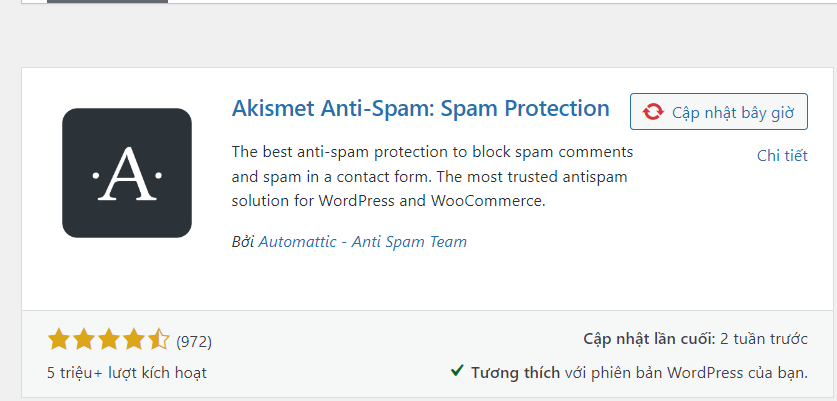 Akismet Anti-Spam: Spam Protection
Cập nhật bây giờ
Chi tiết
The best anti-spam protection to block spam comments
and spam in a contact form. The most trusted antispam
solution for WordPress and WooCommerce.
Bởi Automattic - Anti Spam Team
·A·
(972)
Cập nhật lần cuối: 2 tuần trước
5 triệu+ lượt kích hoạt
Tương thích với phiên bản WordPress của bạn.